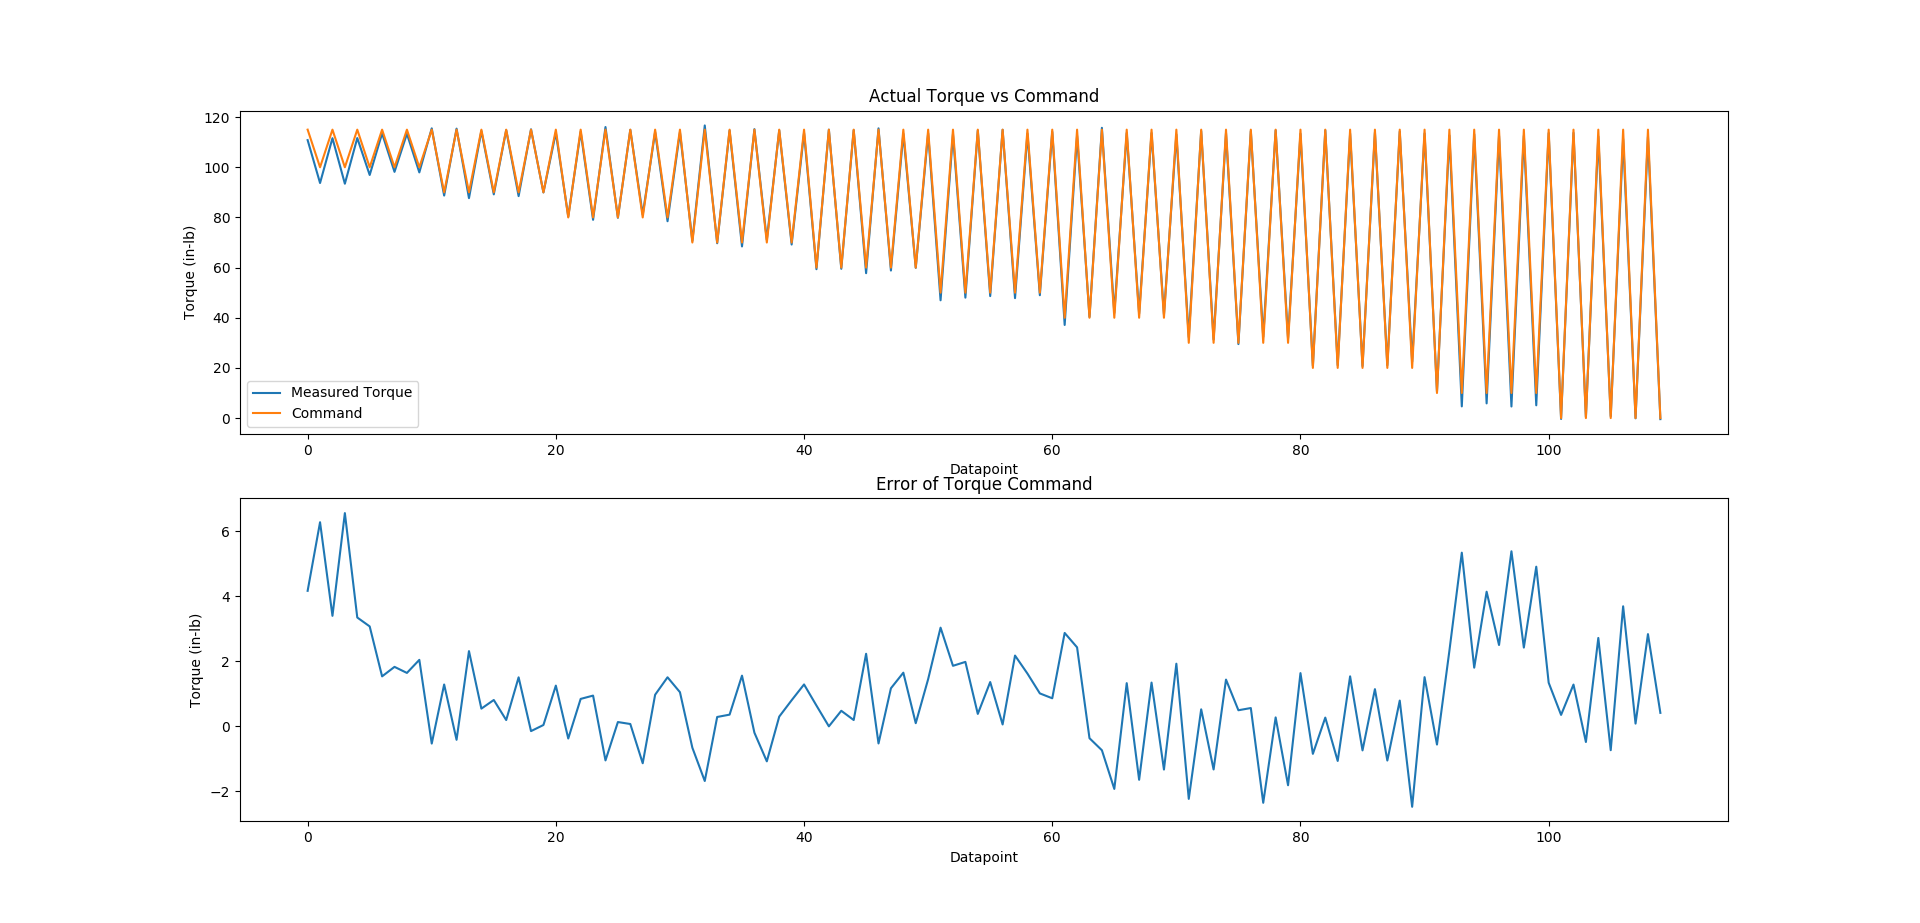 Actual Torque vs Command
120
100
80
60
40
20
0
Torque (in-lb)
Measured Torque
Command
0 20 40 60 80 100
Datapoint
Error of Torque Command
6
4
2
0
−2
Torque (in-lb)
0 20 40 60 80 100
Datapoint